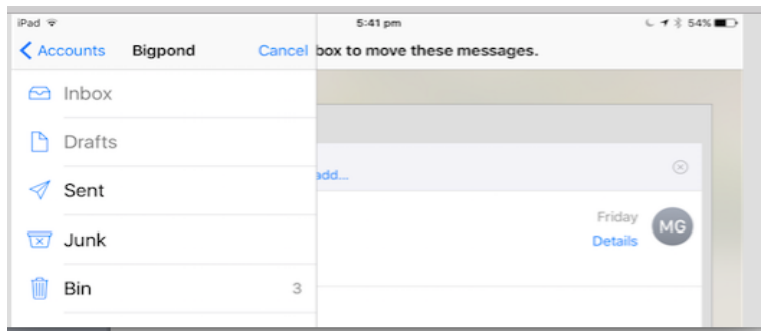 iPad 5:41 pm 54%
Accounts Bigpond Cancel box to move these messages.
Inbox
Drafts
add...
Sent
Friday MG
Details
Junk
Bin 3